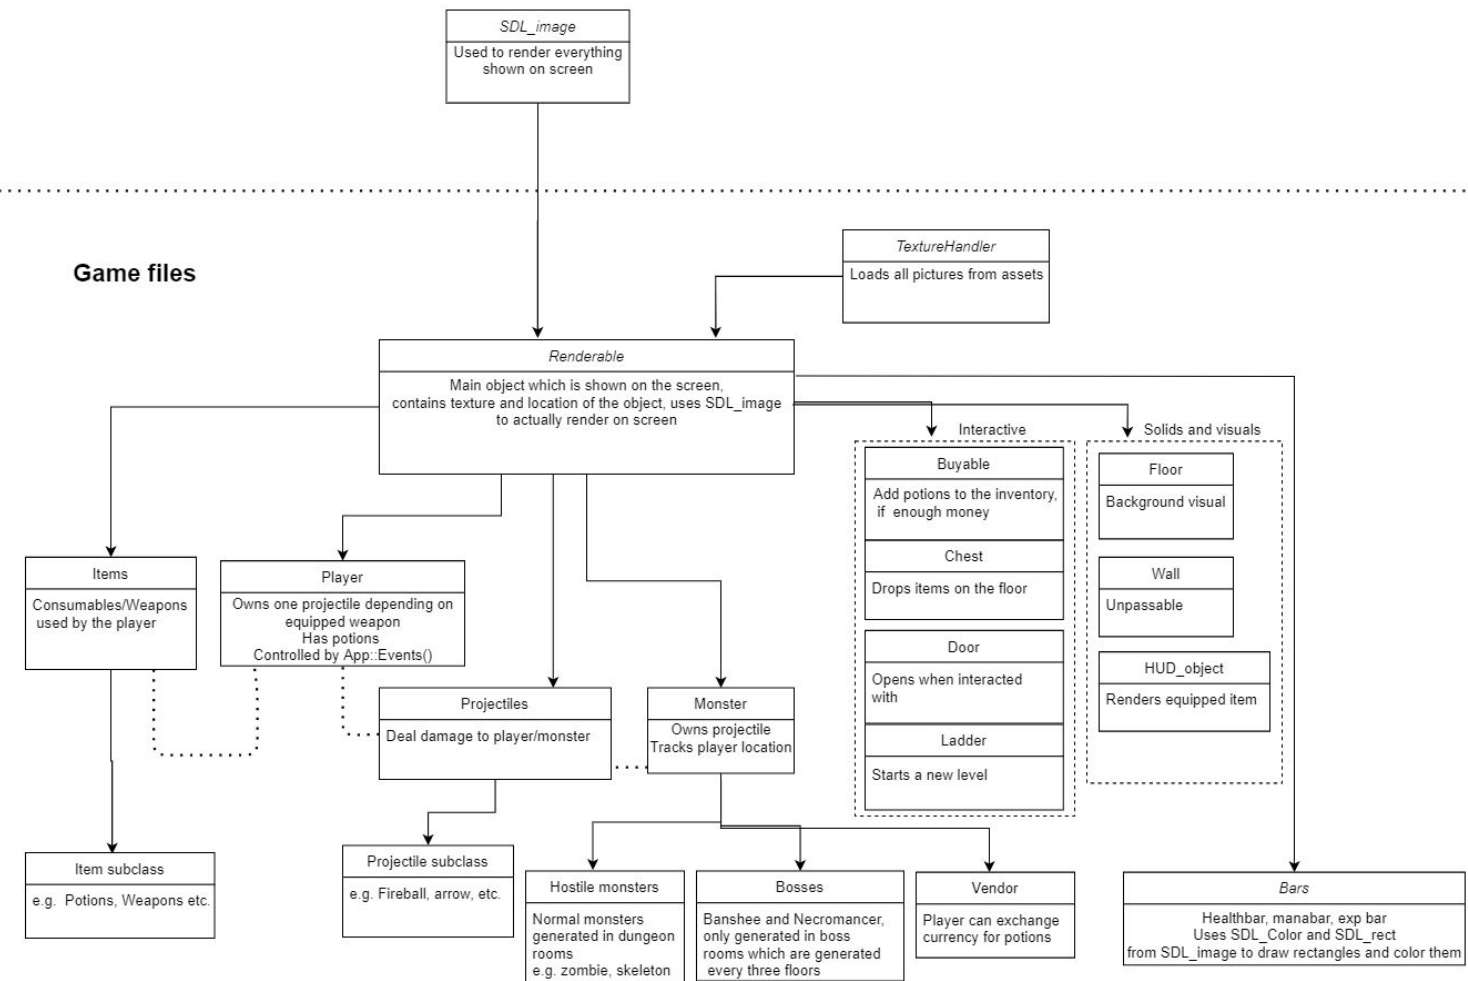 SDL_image
Used to render everything
shown on screen
Game files
TextureHandler
Loads all pictures from assets
Renderable
Main object which is shown on the screen,
contains texture and location of the object, uses SDL_image
to actually render on screen
Interactive
Buyable
Add potions to the inventory,
if enough money
Chest
Drops items on the floor
Door
Opens when interacted
with
Ladder
Starts a new level
Solids and visuals
Floor
Background visual
Wall
Unpassable
HUD_object
Renders equipped item
Items
Consumables/Weapons
used by the player
Player
Owns one projectile depending on
equipped weapon
Has potions
Controlled by App::Events()
Projectiles
Deal damage to player/monster
Monster
Owns projectile
Tracks player location
Item subclass
e.g. Potions, Weapons etc.
Projectile subclass
e.g. Fireball, arrow, etc.
Hostile monsters
Normal monsters
generated in dungeon
rooms
e.g. zombie, skeleton
Bosses
Banshee and Necromancer,
only generated in boss
rooms which are generated
every three floors
Vendor
Player can exchange
currency for potions
Bars
Healthbar, manabar, exp bar
Uses SDL_Color and SDL_rect
from SDL_image to draw rectangles and color them